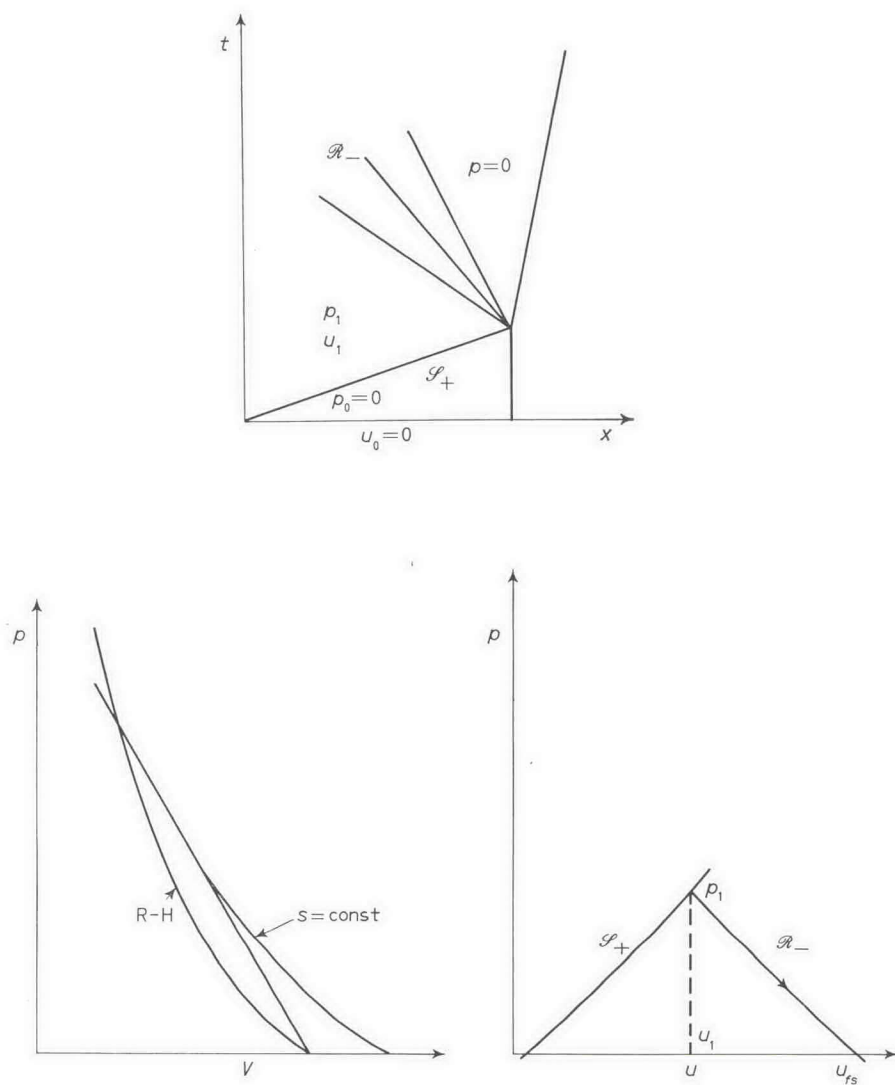 t
ℛ₋
p=0
p₁
u₁
𝒮₊
p₀=0
u₀=0
x
p
R-H
s=const
V
p
p₁
𝒮₊
ℛ₋
u₁
u
u_fs